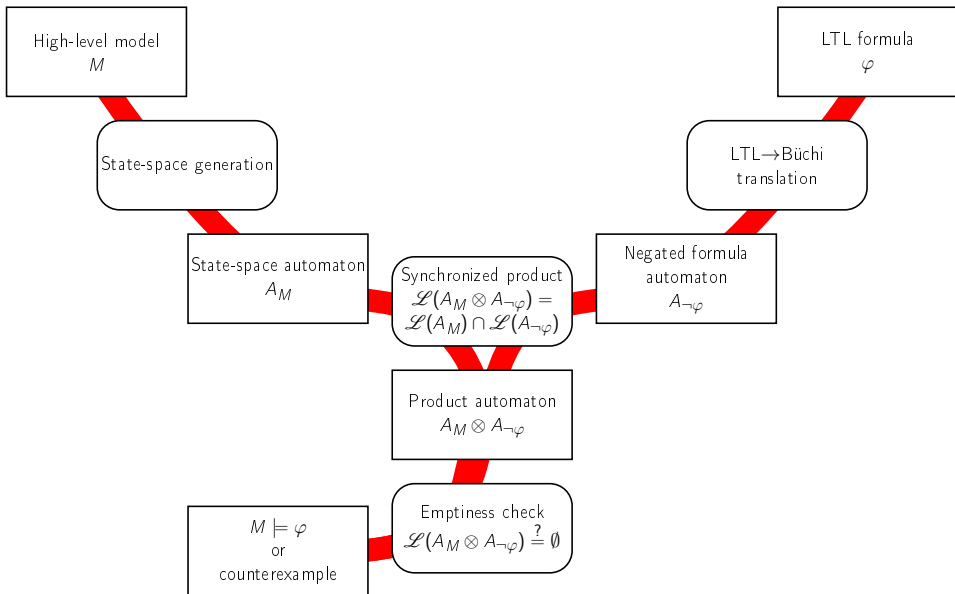 High-level model
M
LTL formula
φ
State-space generation
LTL→Büchi
translation
State-space automaton
A_M
Synchronized product
ℒ(A_M ⊗ A_¬φ) =
ℒ(A_M) ∩ ℒ(A_¬φ)
Negated formula
automaton
A_¬φ
Product automaton
A_M ⊗ A_¬φ
Emptiness check
ℒ(A_M ⊗ A_¬φ) ≟ ∅
M ⊨ φ
or
counterexample